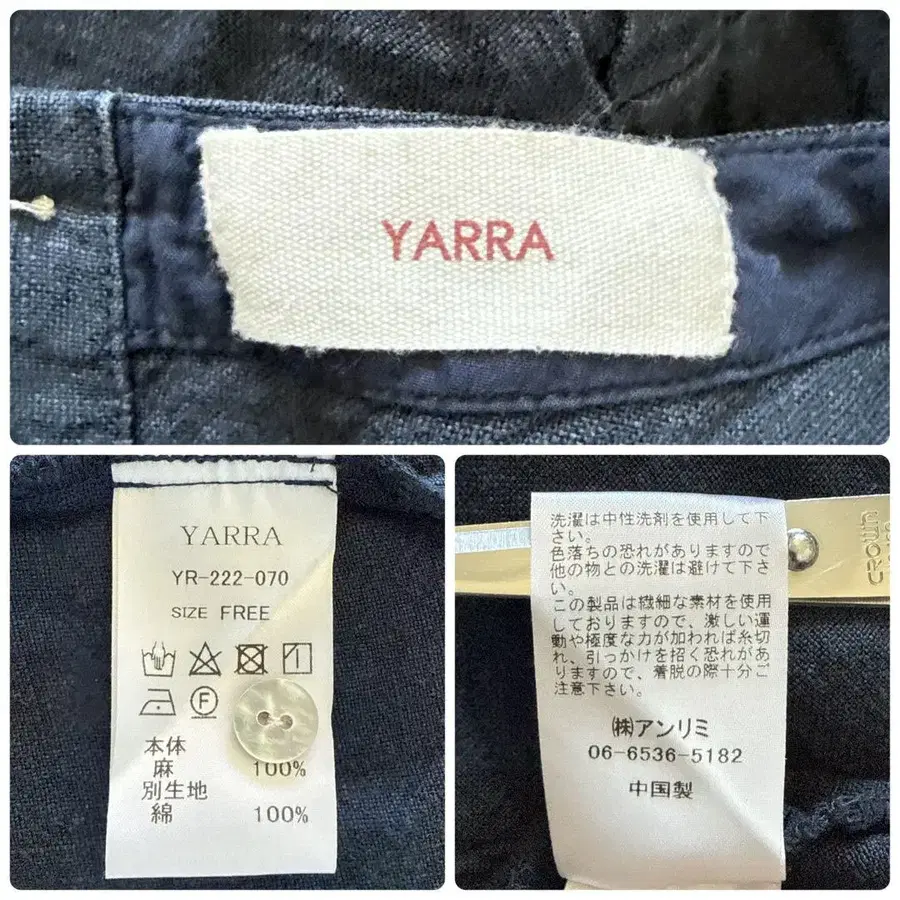 YARRA
YARRA
YR-222-070
SIZE FREE
F
本体
麻 100%
別生地
綿 100%
洗濯は中性洗剤を使用して下
さい。
色落ちの恐れがありますので
他の物との洗濯は避けて下さ
い。
この製品は繊細な素材を使用
しておりますので、激しい運
動や極度な力が加われば糸切
れ、引っかけを招く恐れがあ
りますので、着脱の際十分ご
注意下さい。
㈱アンリミ
06-6536-5182
中国製
CROWN